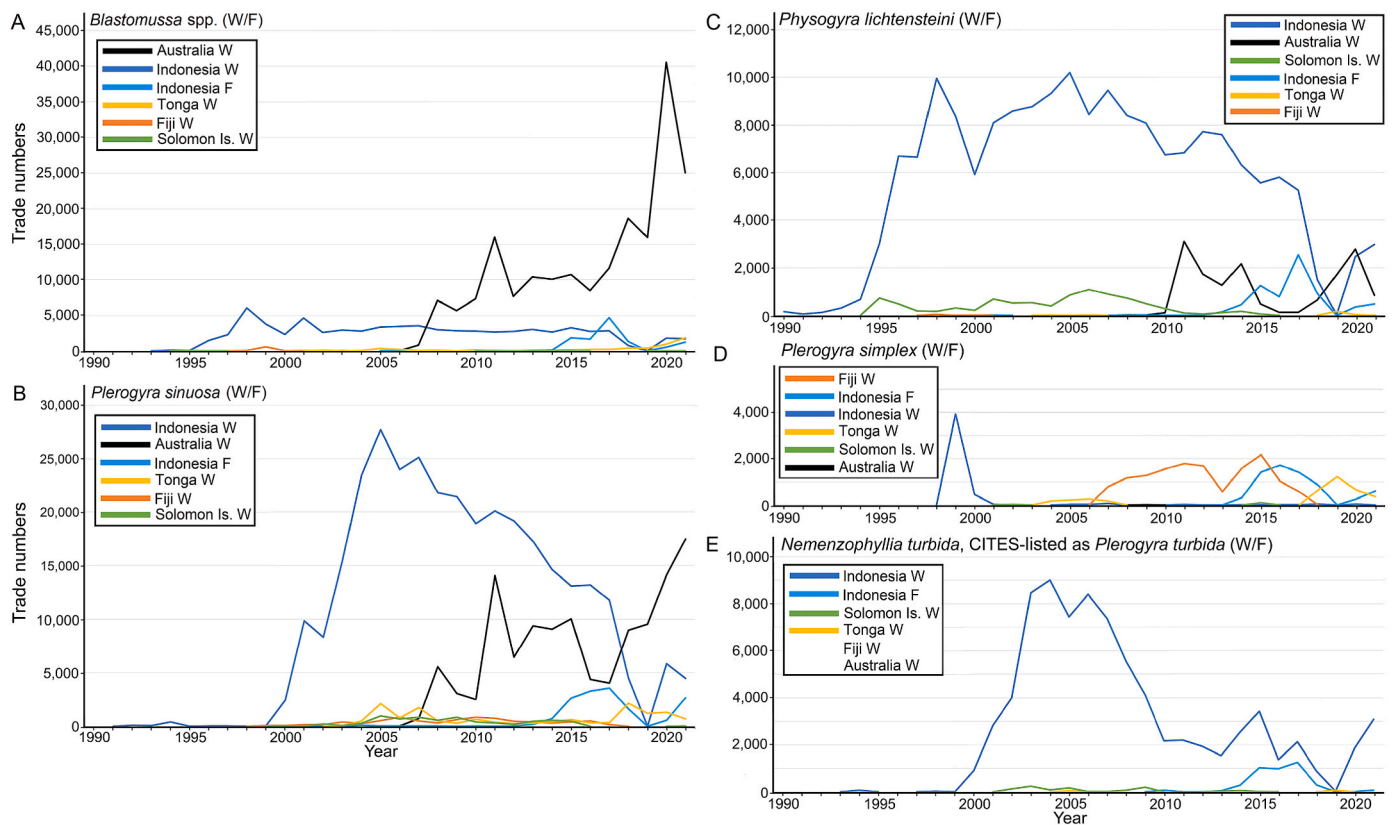 A Blastomussa spp. (W/F)
45,000
40,000
35,000
30,000
25,000
20,000
15,000
10,000
5,000
0
Trade numbers
Australia W
Indonesia W
Indonesia F
Tonga W
Fiji W
Solomon Is. W
1990 1995 2000 2005 2010 2015 2020
B Plerogyra sinuosa (W/F)
30,000
25,000
20,000
15,000
10,000
5,000
0
Trade numbers
Indonesia W
Australia W
Indonesia F
Tonga W
Fiji W
Solomon Is. W
1990 1995 2000 2005 2010 2015 2020
Year
C Physogyra lichtensteini (W/F)
12,000
10,000
8,000
6,000
4,000
2,000
0
Indonesia W
Australia W
Solomon Is. W
Indonesia F
Tonga W
Fiji W
1990 1995 2000 2005 2010 2015 2020
D Plerogyra simplex (W/F)
4,000
2,000
0
Fiji W
Indonesia F
Indonesia W
Tonga W
Solomon Is. W
Australia W
1990 1995 2000 2005 2010 2015 2020
E Nemenzophyllia turbida, CITES-listed as Plerogyra turbida (W/F)
10,000
8,000
6,000
4,000
2,000
0
Indonesia W
Indonesia F
Solomon Is. W
Tonga W
Fiji W
Australia W
1990 1995 2000 2005 2010 2015 2020
Year